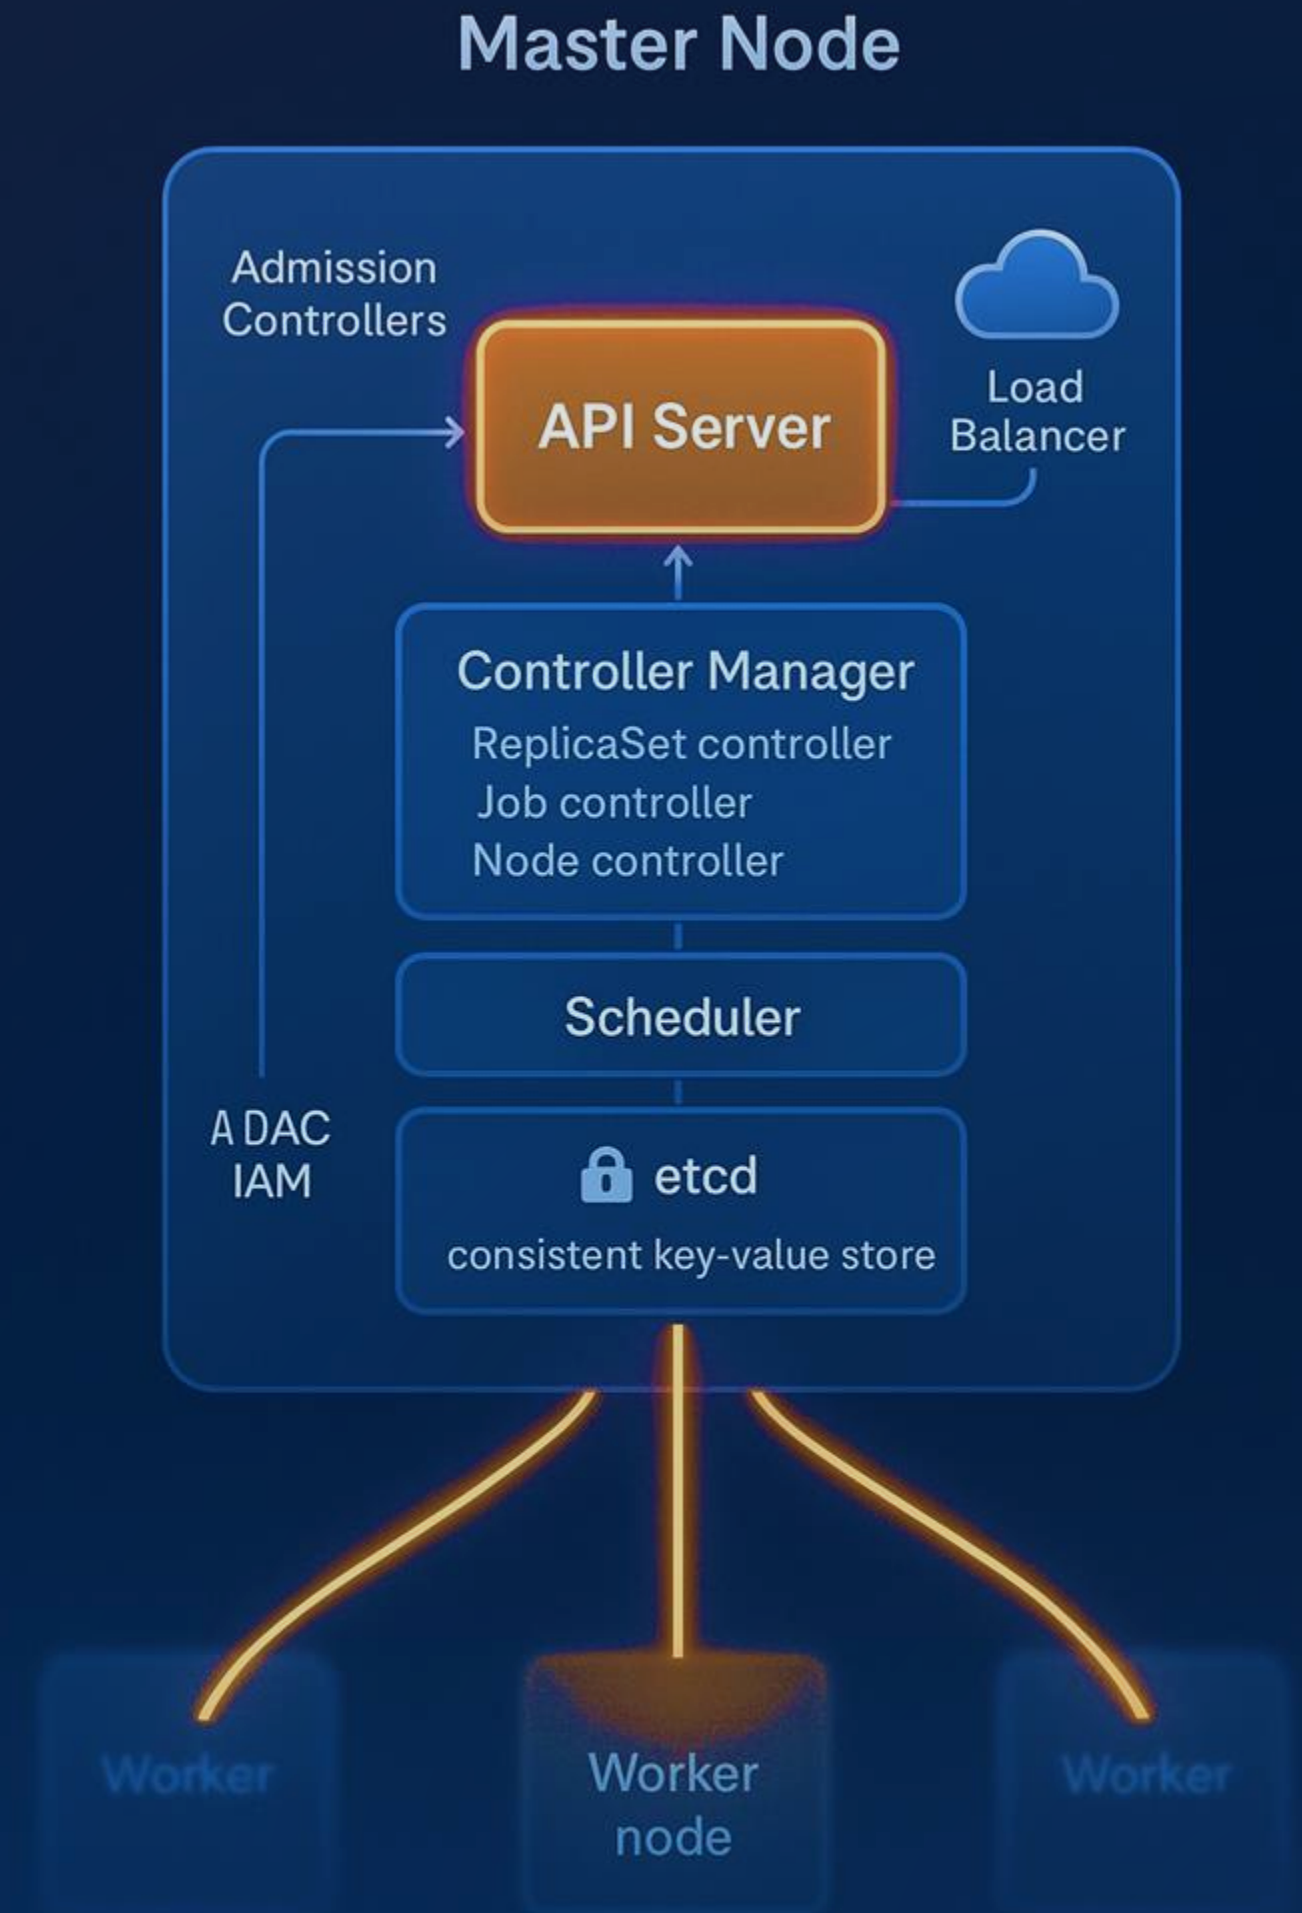 Master Node
Admission
Controllers
API Server
Load
Balancer
Controller Manager
ReplicaSet controller
Job controller
Node controller
Scheduler
A DAC
IAM
etcd
consistent key-value store
Worker
Worker
node
Worker